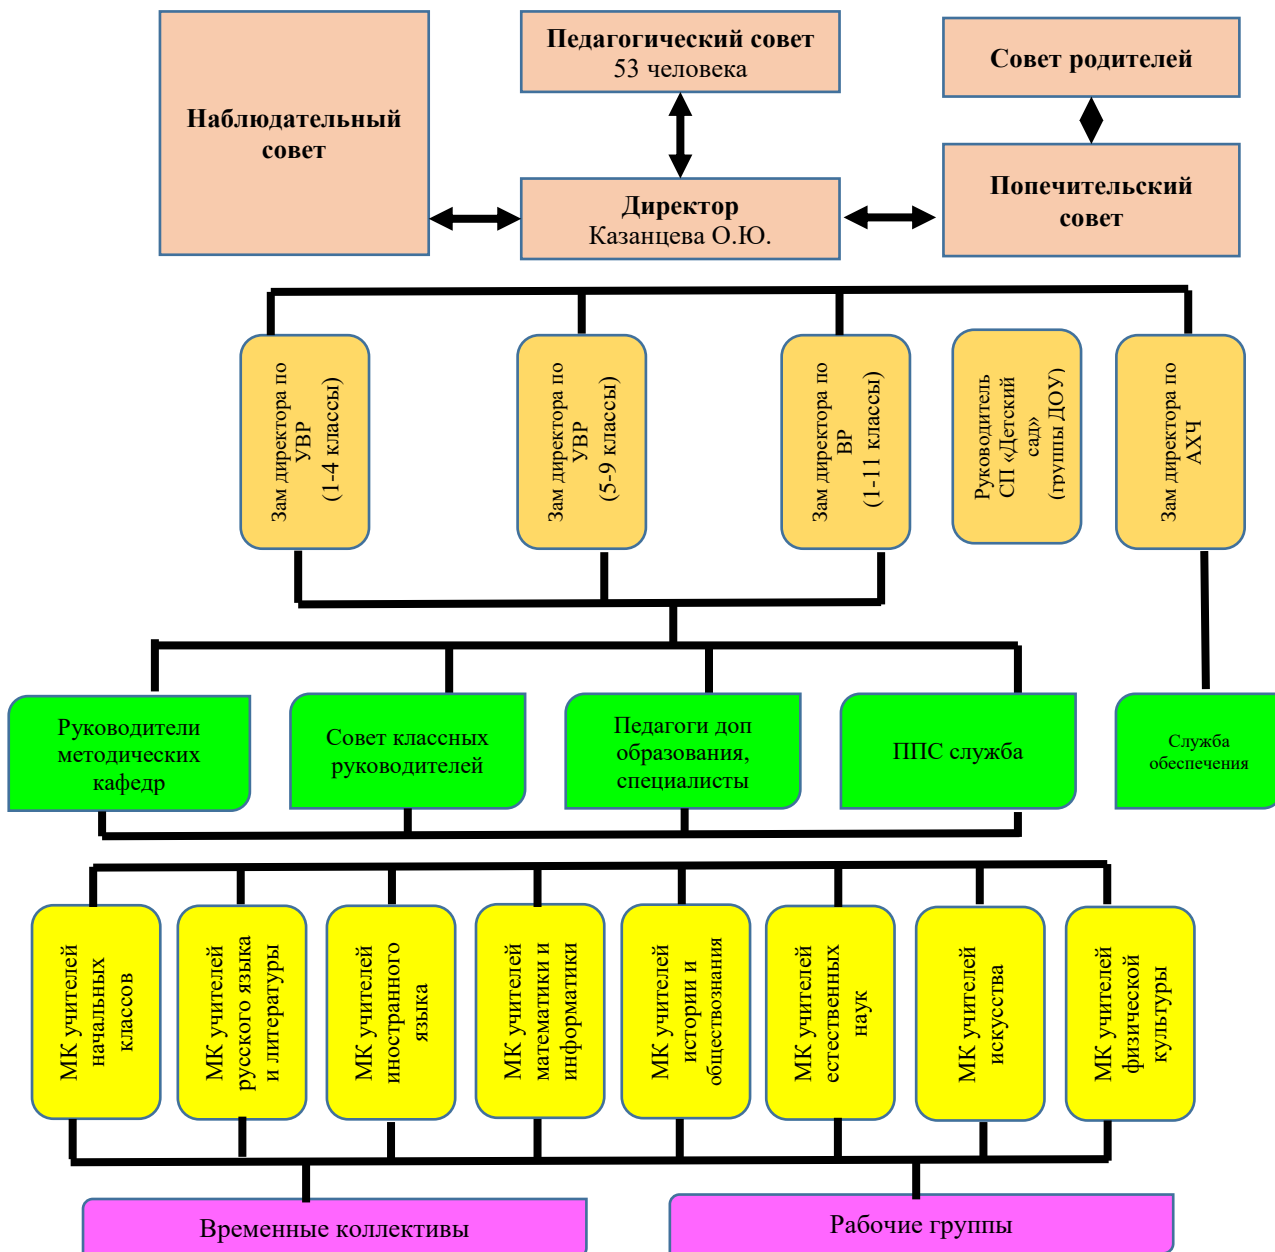 Педагогический совет
53 человека
Совет родителей
Наблюдательный
совет
Попечительский
совет
Директор
Казанцева О.Ю.
Зам директора по
УВР
(1-4 классы)
Зам директора по
УВР
(5-9 классы)
Зам директора по
ВР
(1-11 классы)
Руководитель
СП «Детский
сад»
(группы ДОУ)
Зам директора по
АХЧ
Руководители
методических
кафедр
Совет классных
руководителей
Педагоги доп
образования,
специалисты
ППС служба
Служба
обеспечения
МК учителей
начальных
классов
МК учителей
русского языка
и литературы
МК учителей
иностранного
языка
МК учителей
математики и
информатики
МК учителей
истории и
обществознания
МК учителей
естественных
наук
МК учителей
искусства
МК учителей
физической
культуры
Временные коллективы
Рабочие группы